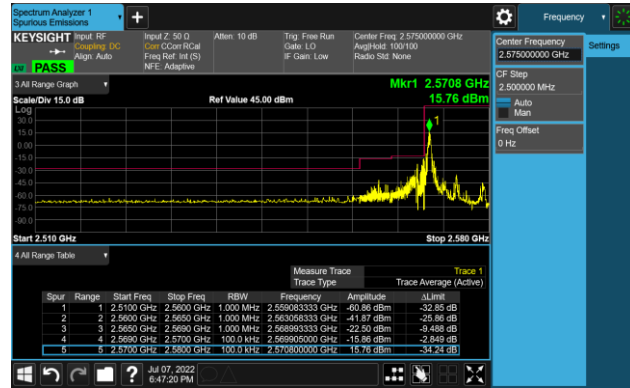 Spectrum Analyzer 1
Spurious Emissions
Frequency
KEYSIGHT
Input: RF
Coupling: DC
Align: Auto
Input Z: 50 Ω
Corr CCorr RCal
Freq Ref: Int (S)
NFE: Adaptive
Atten: 10 dB
Trig: Free Run
Gate: LO
IF Gain: Low
Center Freq: 2.575000000 GHz
Avg|Hold: 100/100
Radio Std: None
PASS
Center Frequency
2.575000000 GHz
Settings
CF Step
2.500000 MHz
Auto
Man
Freq Offset
0 Hz
3 All Range Graph
Mkr1 2.5708 GHz
Scale/Div 15.0 dB
Ref Value 45.00 dBm
15.76 dBm
Log
30.0
15.0
0.00
-15.0
-30.0
-45.0
-60.0
-75.0
-90.0
1
Start 2.510 GHz
Stop 2.580 GHz
4 All Range Table
Measure Trace Trace 1
Trace Type Trace Average (Active)
Spur Range Start Freq Stop Freq RBW Frequency Amplitude ΔLimit
1 1 2.5100 GHz 2.5600 GHz 1.000 MHz 2.559083333 GHz -60.86 dBm -32.85 dB
2 2 2.5600 GHz 2.5650 GHz 1.000 MHz 2.563058333 GHz -41.87 dBm -25.86 dB
3 3 2.5650 GHz 2.5690 GHz 1.000 MHz 2.568993333 GHz -22.50 dBm -9.488 dB
4 4 2.5690 GHz 2.5700 GHz 100.0 kHz 2.569905000 GHz -15.86 dBm -2.849 dB
5 5 2.5700 GHz 2.5800 GHz 100.0 kHz 2.570800000 GHz 15.76 dBm -34.24 dB
Jul 07, 2022
6:47:20 PM